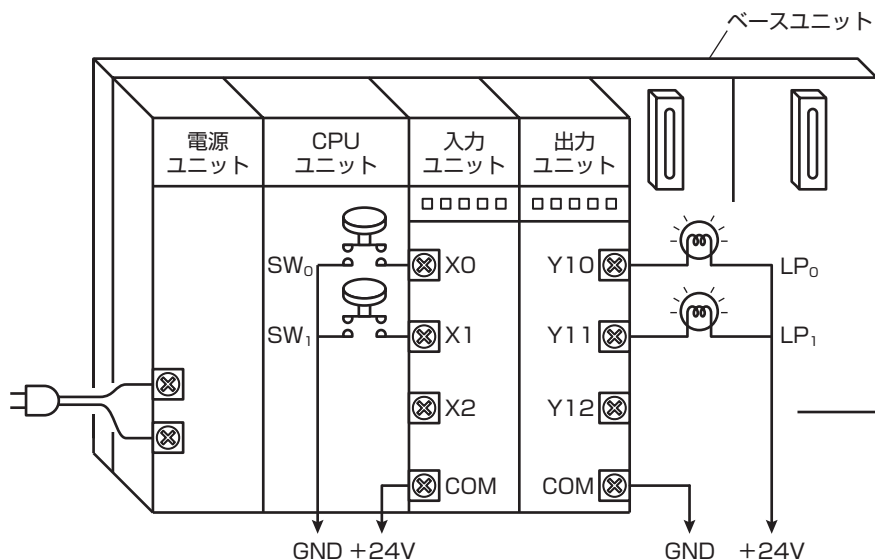 ベースユニット
電源
ユニット
CPU
ユニット
入力
ユニット
出力
ユニット
SW₀
X0
Y10
LP₀
SW₁
X1
Y11
LP₁
X2
Y12
COM
COM
GND
+24V
GND
+24V